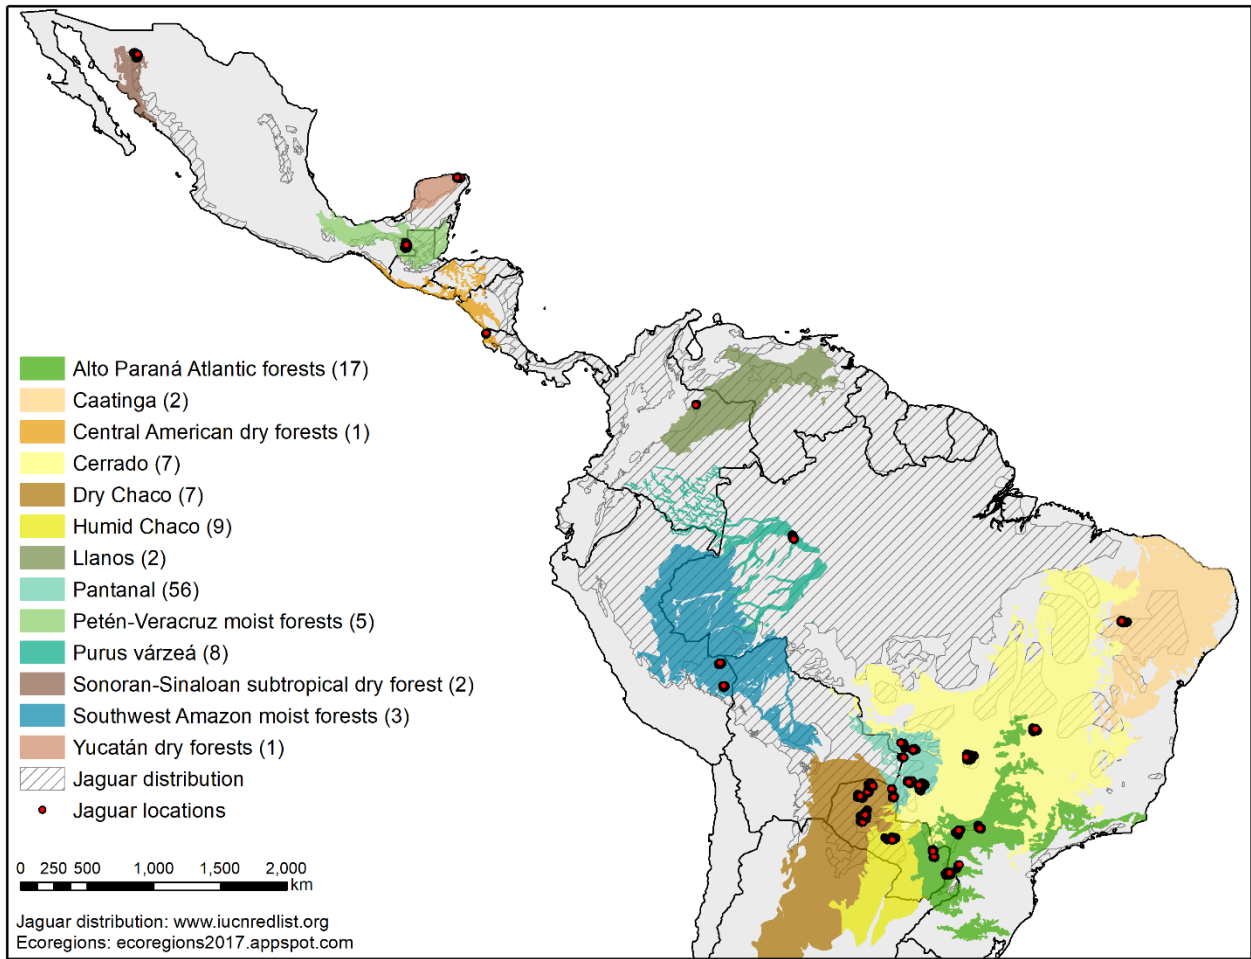 Alto Paraná Atlantic forests (17)
Caatinga (2)
Central American dry forests (1)
Cerrado (7)
Dry Chaco (7)
Humid Chaco (9)
Llanos (2)
Pantanal (56)
Petén-Veracruz moist forests (5)
Purus várzeá (8)
Sonoran-Sinaloan subtropical dry forest (2)
Southwest Amazon moist forests (3)
Yucatán dry forests (1)
Jaguar distribution
Jaguar locations
0 250 500 1,000 1,500 2,000
km
Jaguar distribution: www.iucnredlist.org
Ecoregions: ecoregions2017.appspot.com